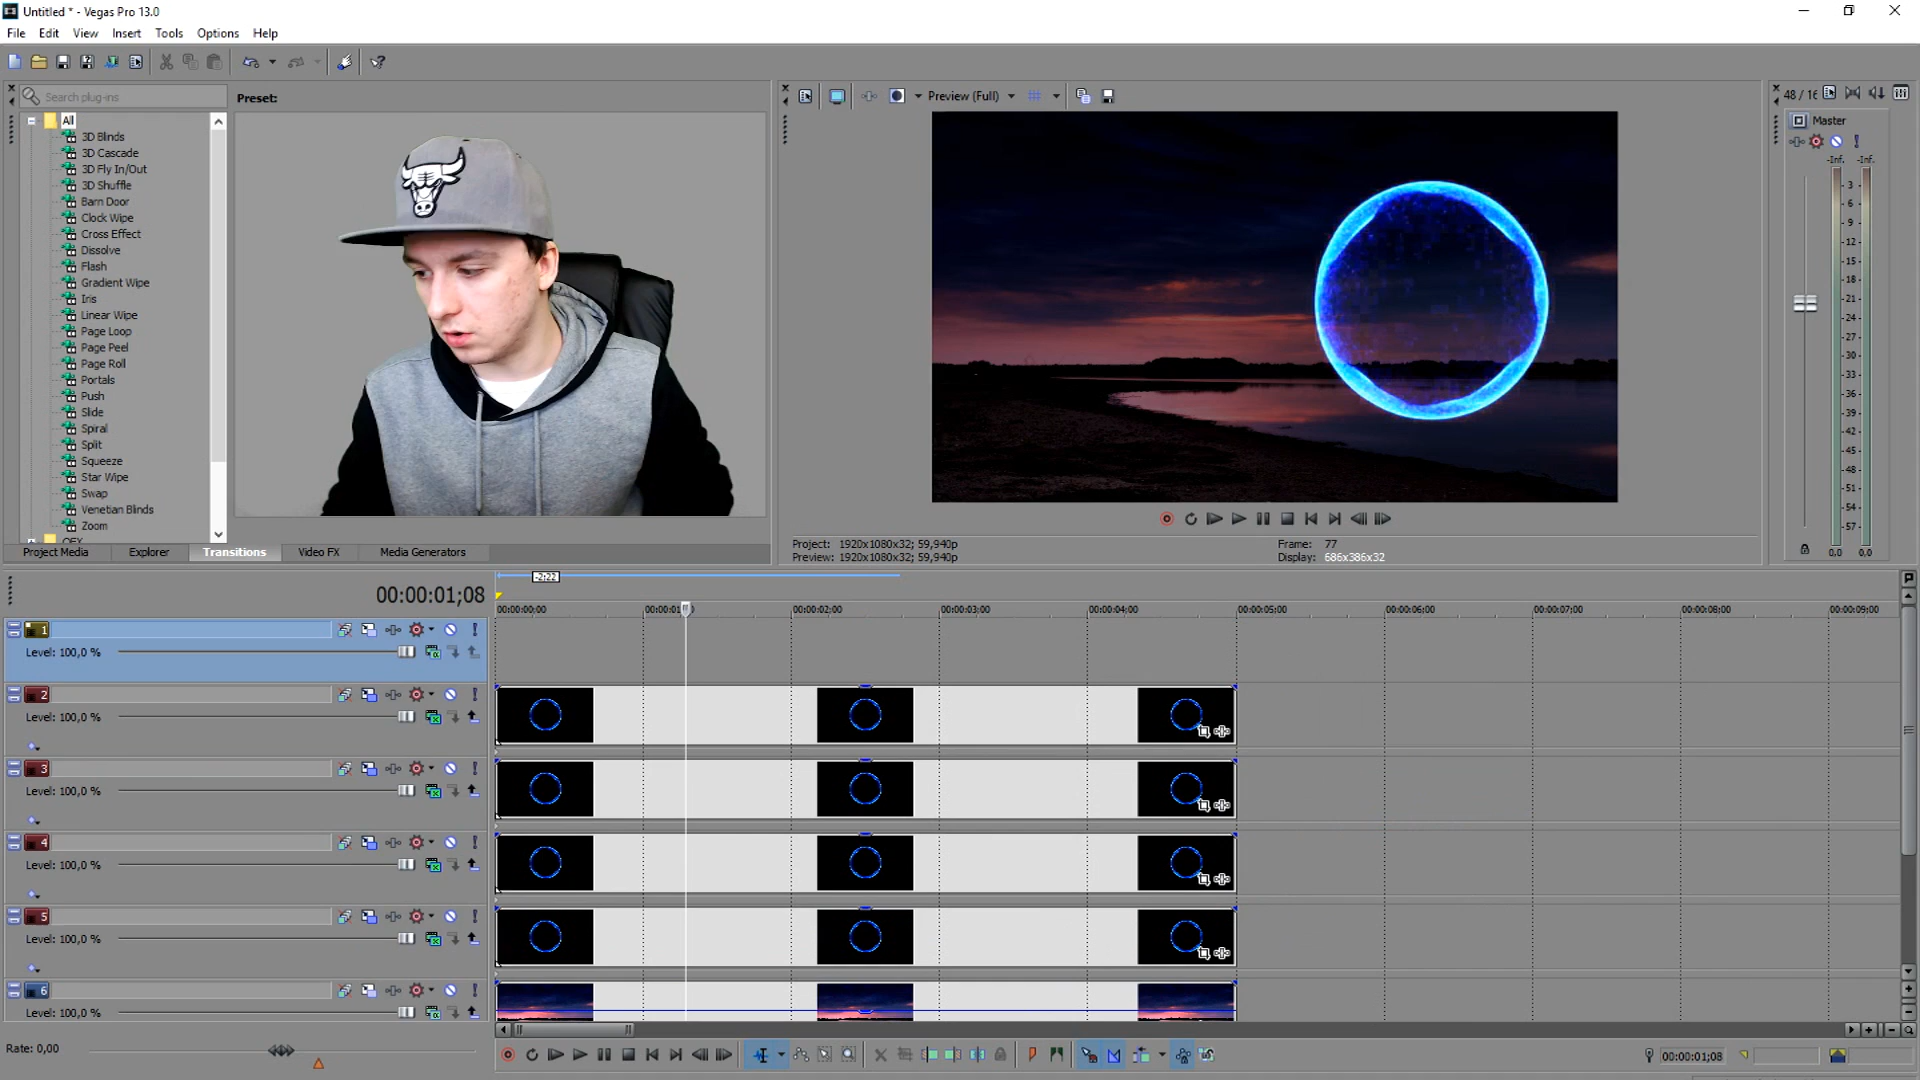 Untitled * - Vegas Pro 13.0
File Edit View Insert Tools Options Help
Search plug-ins
Preset:
All
3D Blinds
3D Cascade
3D Fly In/Out
3D Shuffle
Barn Door
Clock Wipe
Cross Effect
Dissolve
Flash
Gradient Wipe
Iris
Linear Wipe
Page Loop
Page Peel
Page Roll
Portals
Push
Slide
Spiral
Split
Squeeze
Star Wipe
Swap
Venetian Blinds
Zoom
OFX
Project Media Explorer Transitions Video FX Media Generators
Preview (Full)
Project: 1920x1080x32; 59,940p
Preview: 1920x1080x32; 59,940p
Frame: 77
Display: 686x386x32
48 / 16
Master
-Inf. -Inf.
- 3 -
- 6 -
- 9 -
-12-
-15-
-18-
-21-
-24-
-27-
-30-
-33-
-36-
-39-
-42-
-45-
-48-
-51-
-54-
-57-
0,0 0,0
00:00:01;08
-2:22
00:00:00;00 00:00:01 00:00:02;00 00:00:03;00 00:00:04;00 00:00:05;00 00:00:06;00 00:00:07;00 00:00:08;00 00:00:09;00
1
Level: 100,0 %
2
Level: 100,0 %
3
Level: 100,0 %
4
Level: 100,0 %
5
Level: 100,0 %
6
Level: 100,0 %
Rate: 0,00
00:00:01;08